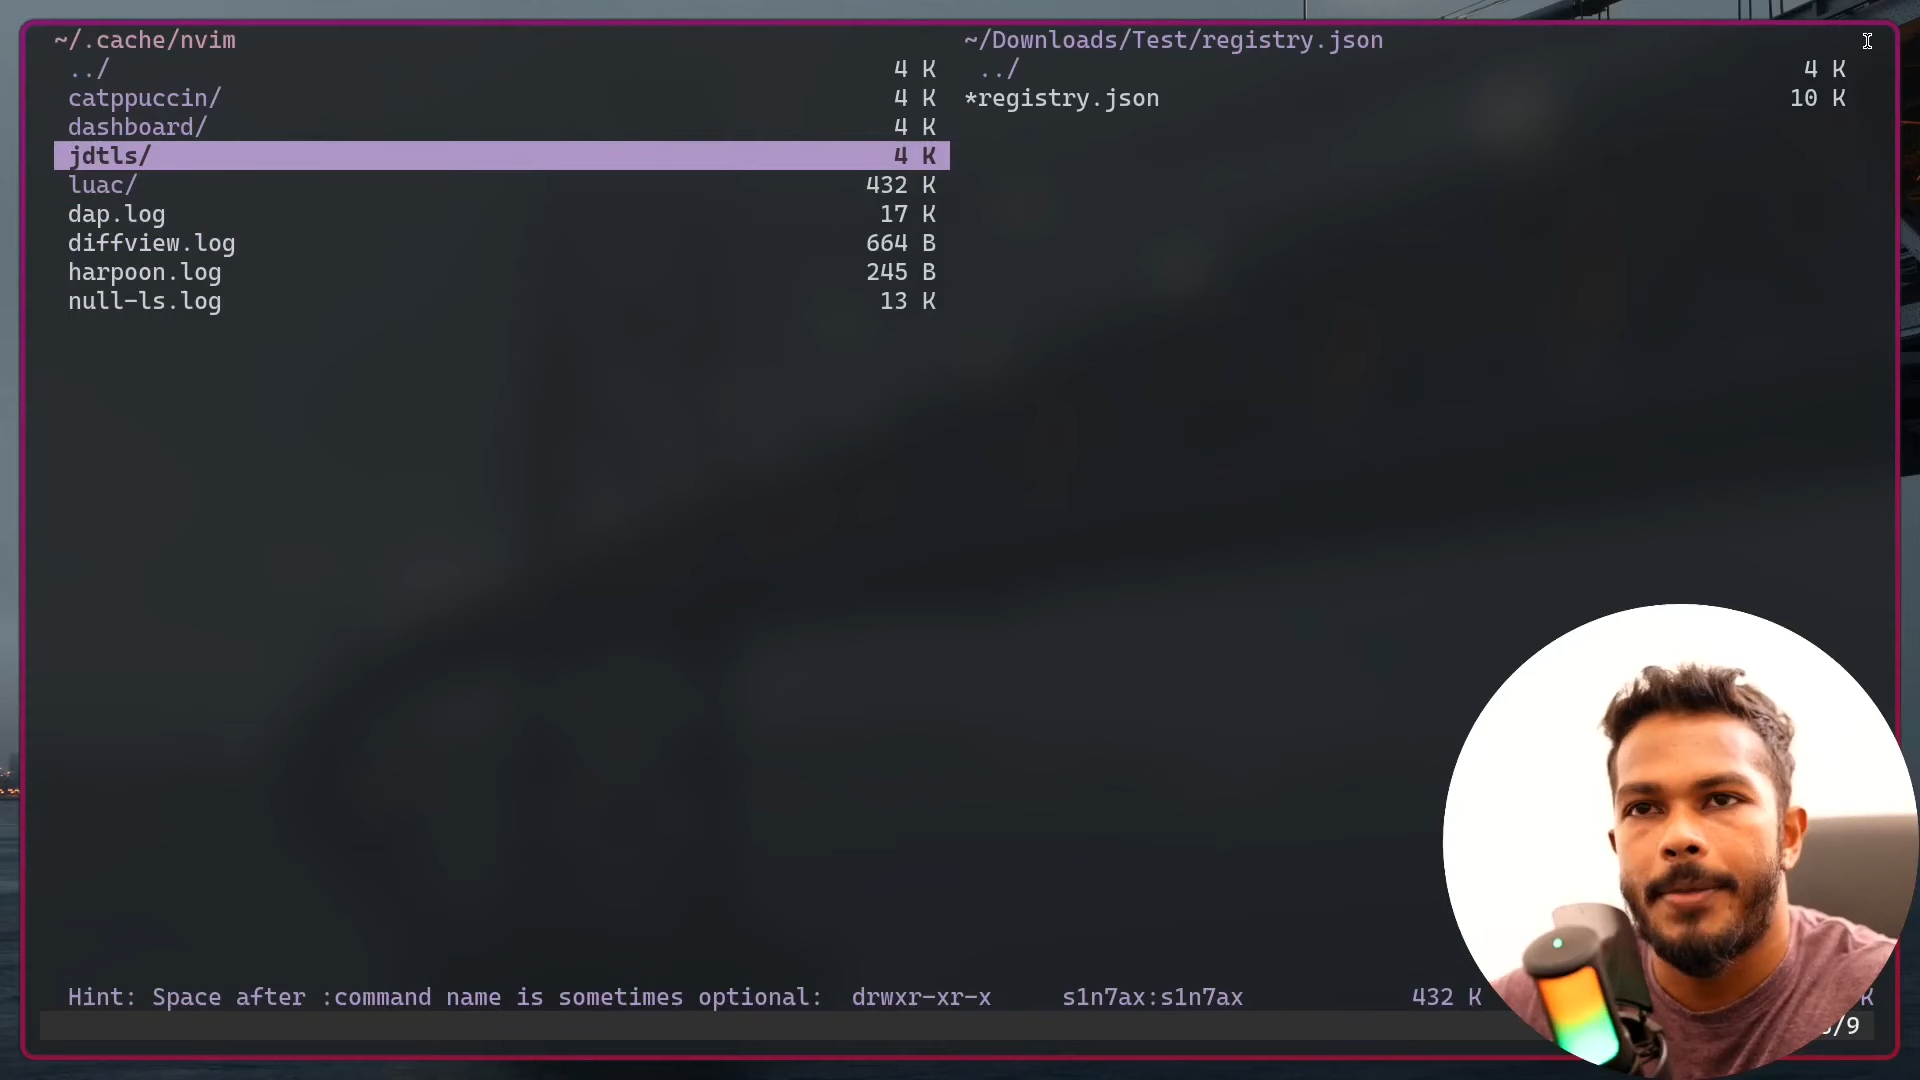 ~/.cache/nvim
../ 4 K
catppuccin/ 4 K
dashboard/ 4 K
jdtls/ 4 K
luac/ 432 K
dap.log 17 K
diffview.log 664 B
harpoon.log 245 B
null-ls.log 13 K
~/Downloads/Test/registry.json
../ 4 K
*registry.json 10 K
Hint: Space after :command name is sometimes optional: drwxr-xr-x s1n7ax:s1n7ax 432 K K
/9